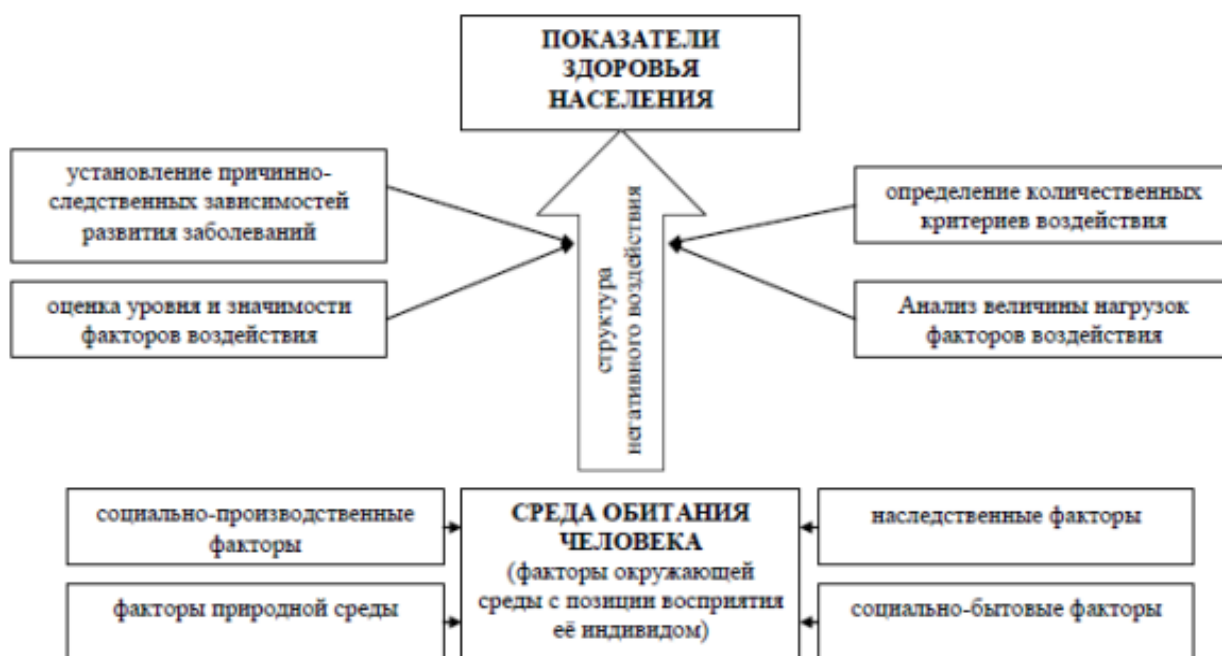 ПОКАЗАТЕЛИ
ЗДОРОВЬЯ
НАСЕЛЕНИЯ
установление причинно-
следственных зависимостей
развития заболеваний
оценка уровня и значимости
факторов воздействия
структура
негативного воздействия
определение количественных
критериев воздействия
Анализ величины нагрузок
факторов воздействия
социально-производственные
факторы
факторы природной среды
СРЕДА ОБИТАНИЯ
ЧЕЛОВЕКА
(факторы окружающей
среды с позиции восприятия
её индивидом)
наследственные факторы
социально-бытовые факторы